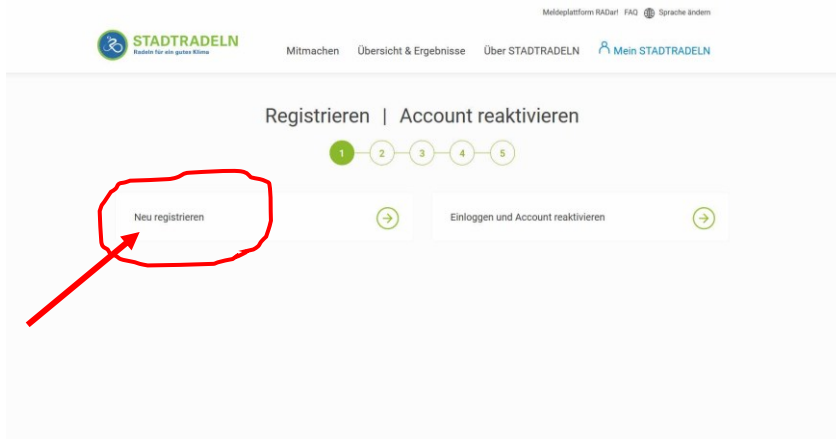 Meldeplattform RADar! FAQ Sprache ändern
STADTRADELN
Radeln für ein gutes Klima
Mitmachen Übersicht & Ergebnisse Über STADTRADELN Mein STADTRADELN
Registrieren | Account reaktivieren
1 2 3 4 5
Neu registrieren
Einloggen und Account reaktivieren